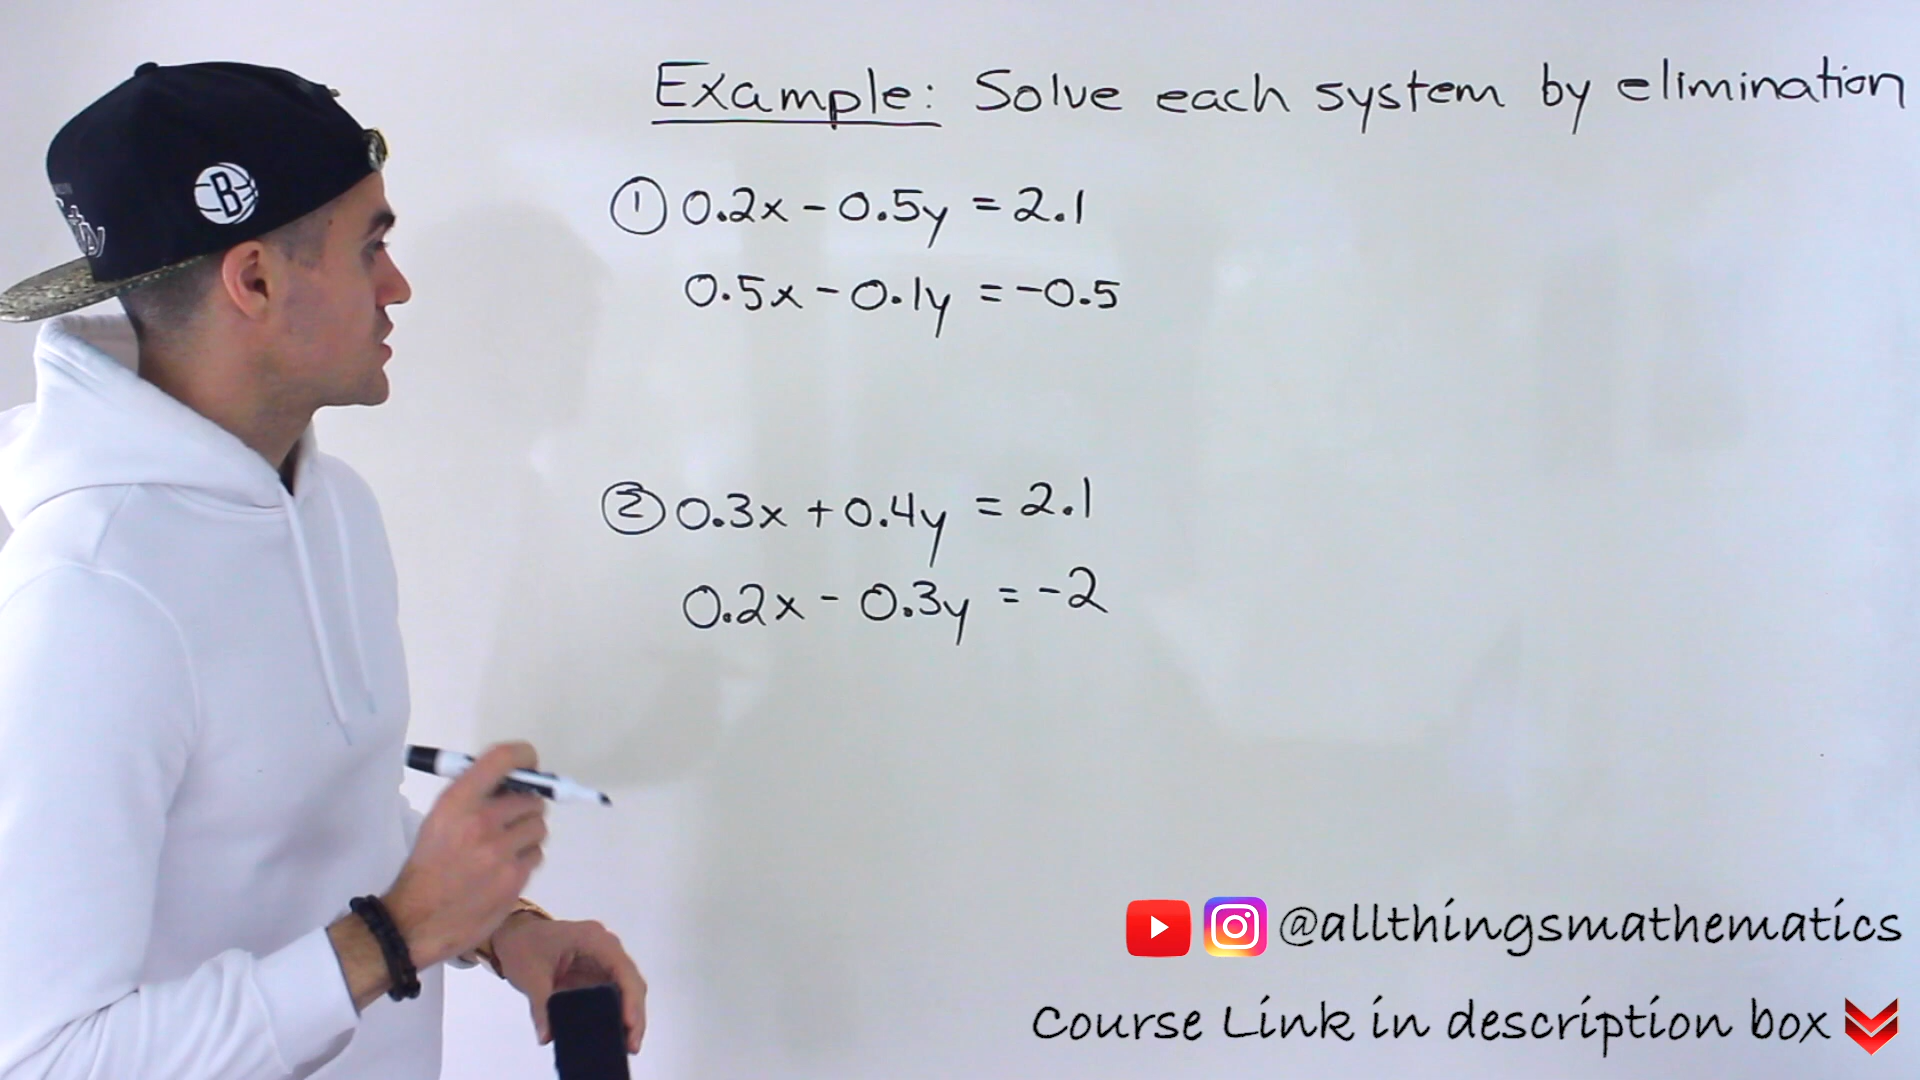 Example: Solve each system by elimination
① 0.2x - 0.5y = 2.1
0.5x - 0.1y = -0.5
② 0.3x + 0.4y = 2.1
0.2x - 0.3y = -2
B
@allthingsmathematics
Course Link in description box